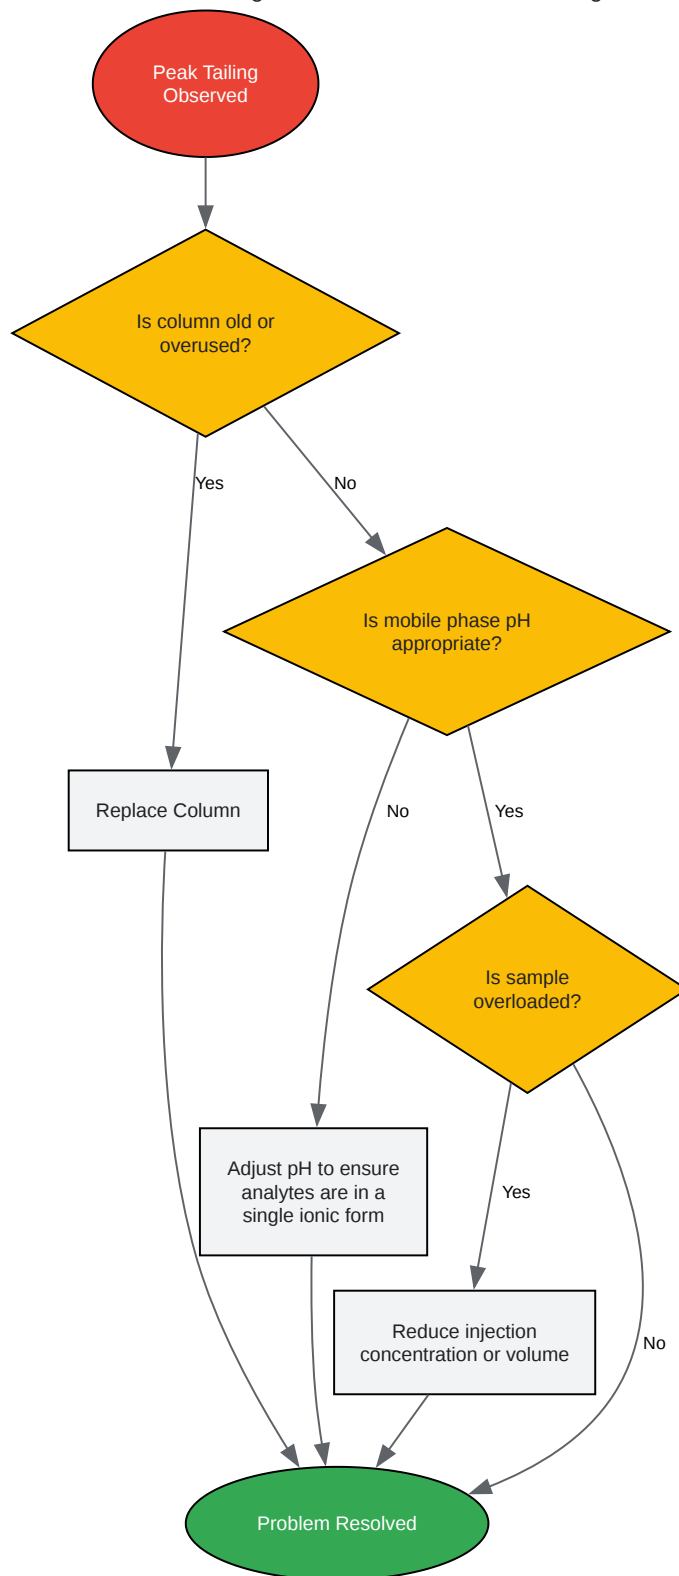 Peak Tailing
Observed
Is column old or
overused?
Yes
No
Is mobile phase pH
appropriate?
Replace Column
No
Yes
Is sample
overloaded?
Adjust pH to ensure
analytes are in a
single ionic form
Yes
Reduce injection
concentration or volume
No
Problem Resolved